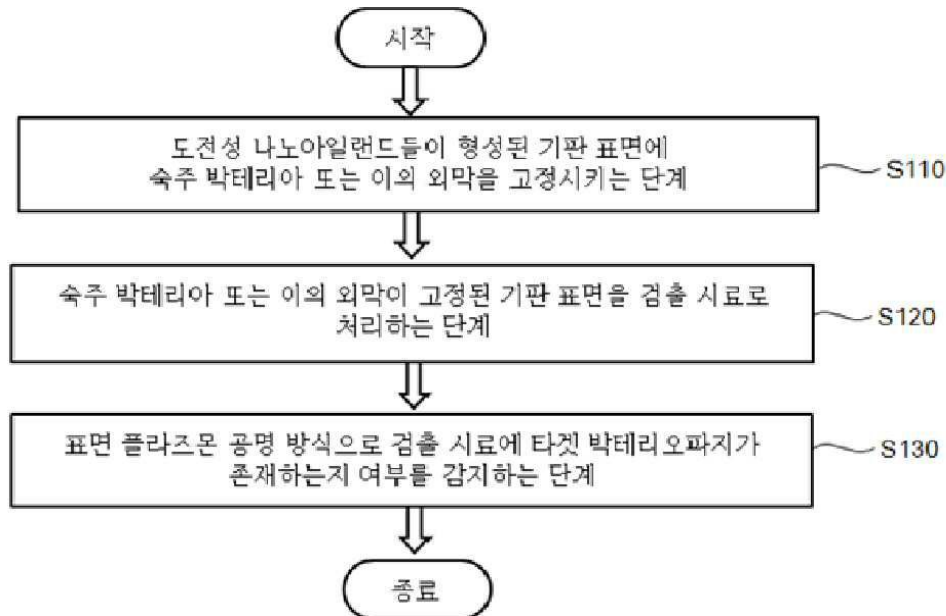 시작
도전성 나노아일랜드들이 형성된 기판 표면에
숙주 박테리아 또는 이의 외막을 고정시키는 단계
S110
숙주 박테리아 또는 이의 외막이 고정된 기판 표면을 검출 시료로
처리하는 단계
S120
표면 플라즈몬 공명 방식으로 검출 시료에 타겟 박테리오파지가
존재하는지 여부를 감지하는 단계
S130
종료